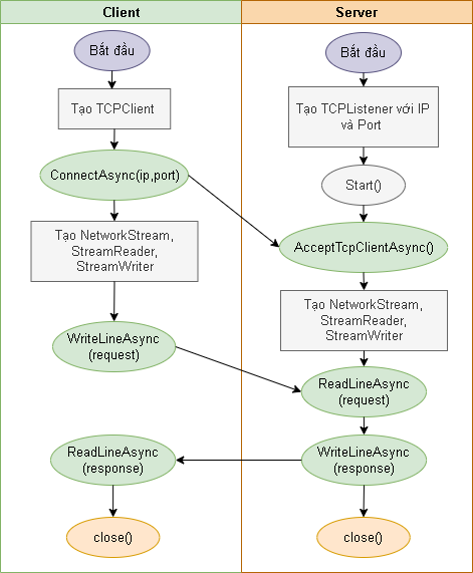 Client
Bắt đầu
Tạo TCPClient
ConnectAsync(ip,port)
Tạo NetworkStream,
StreamReader,
StreamWriter
WriteLineAsync
(request)
ReadLineAsync
(response)
close()
Server
Bắt đầu
Tạo TCPListener với IP
và Port
Start()
AcceptTcpClientAsync()
Tạo NetworkStream,
StreamReader,
StreamWriter
ReadLineAsync
(request)
WriteLineAsync
(response)
close()